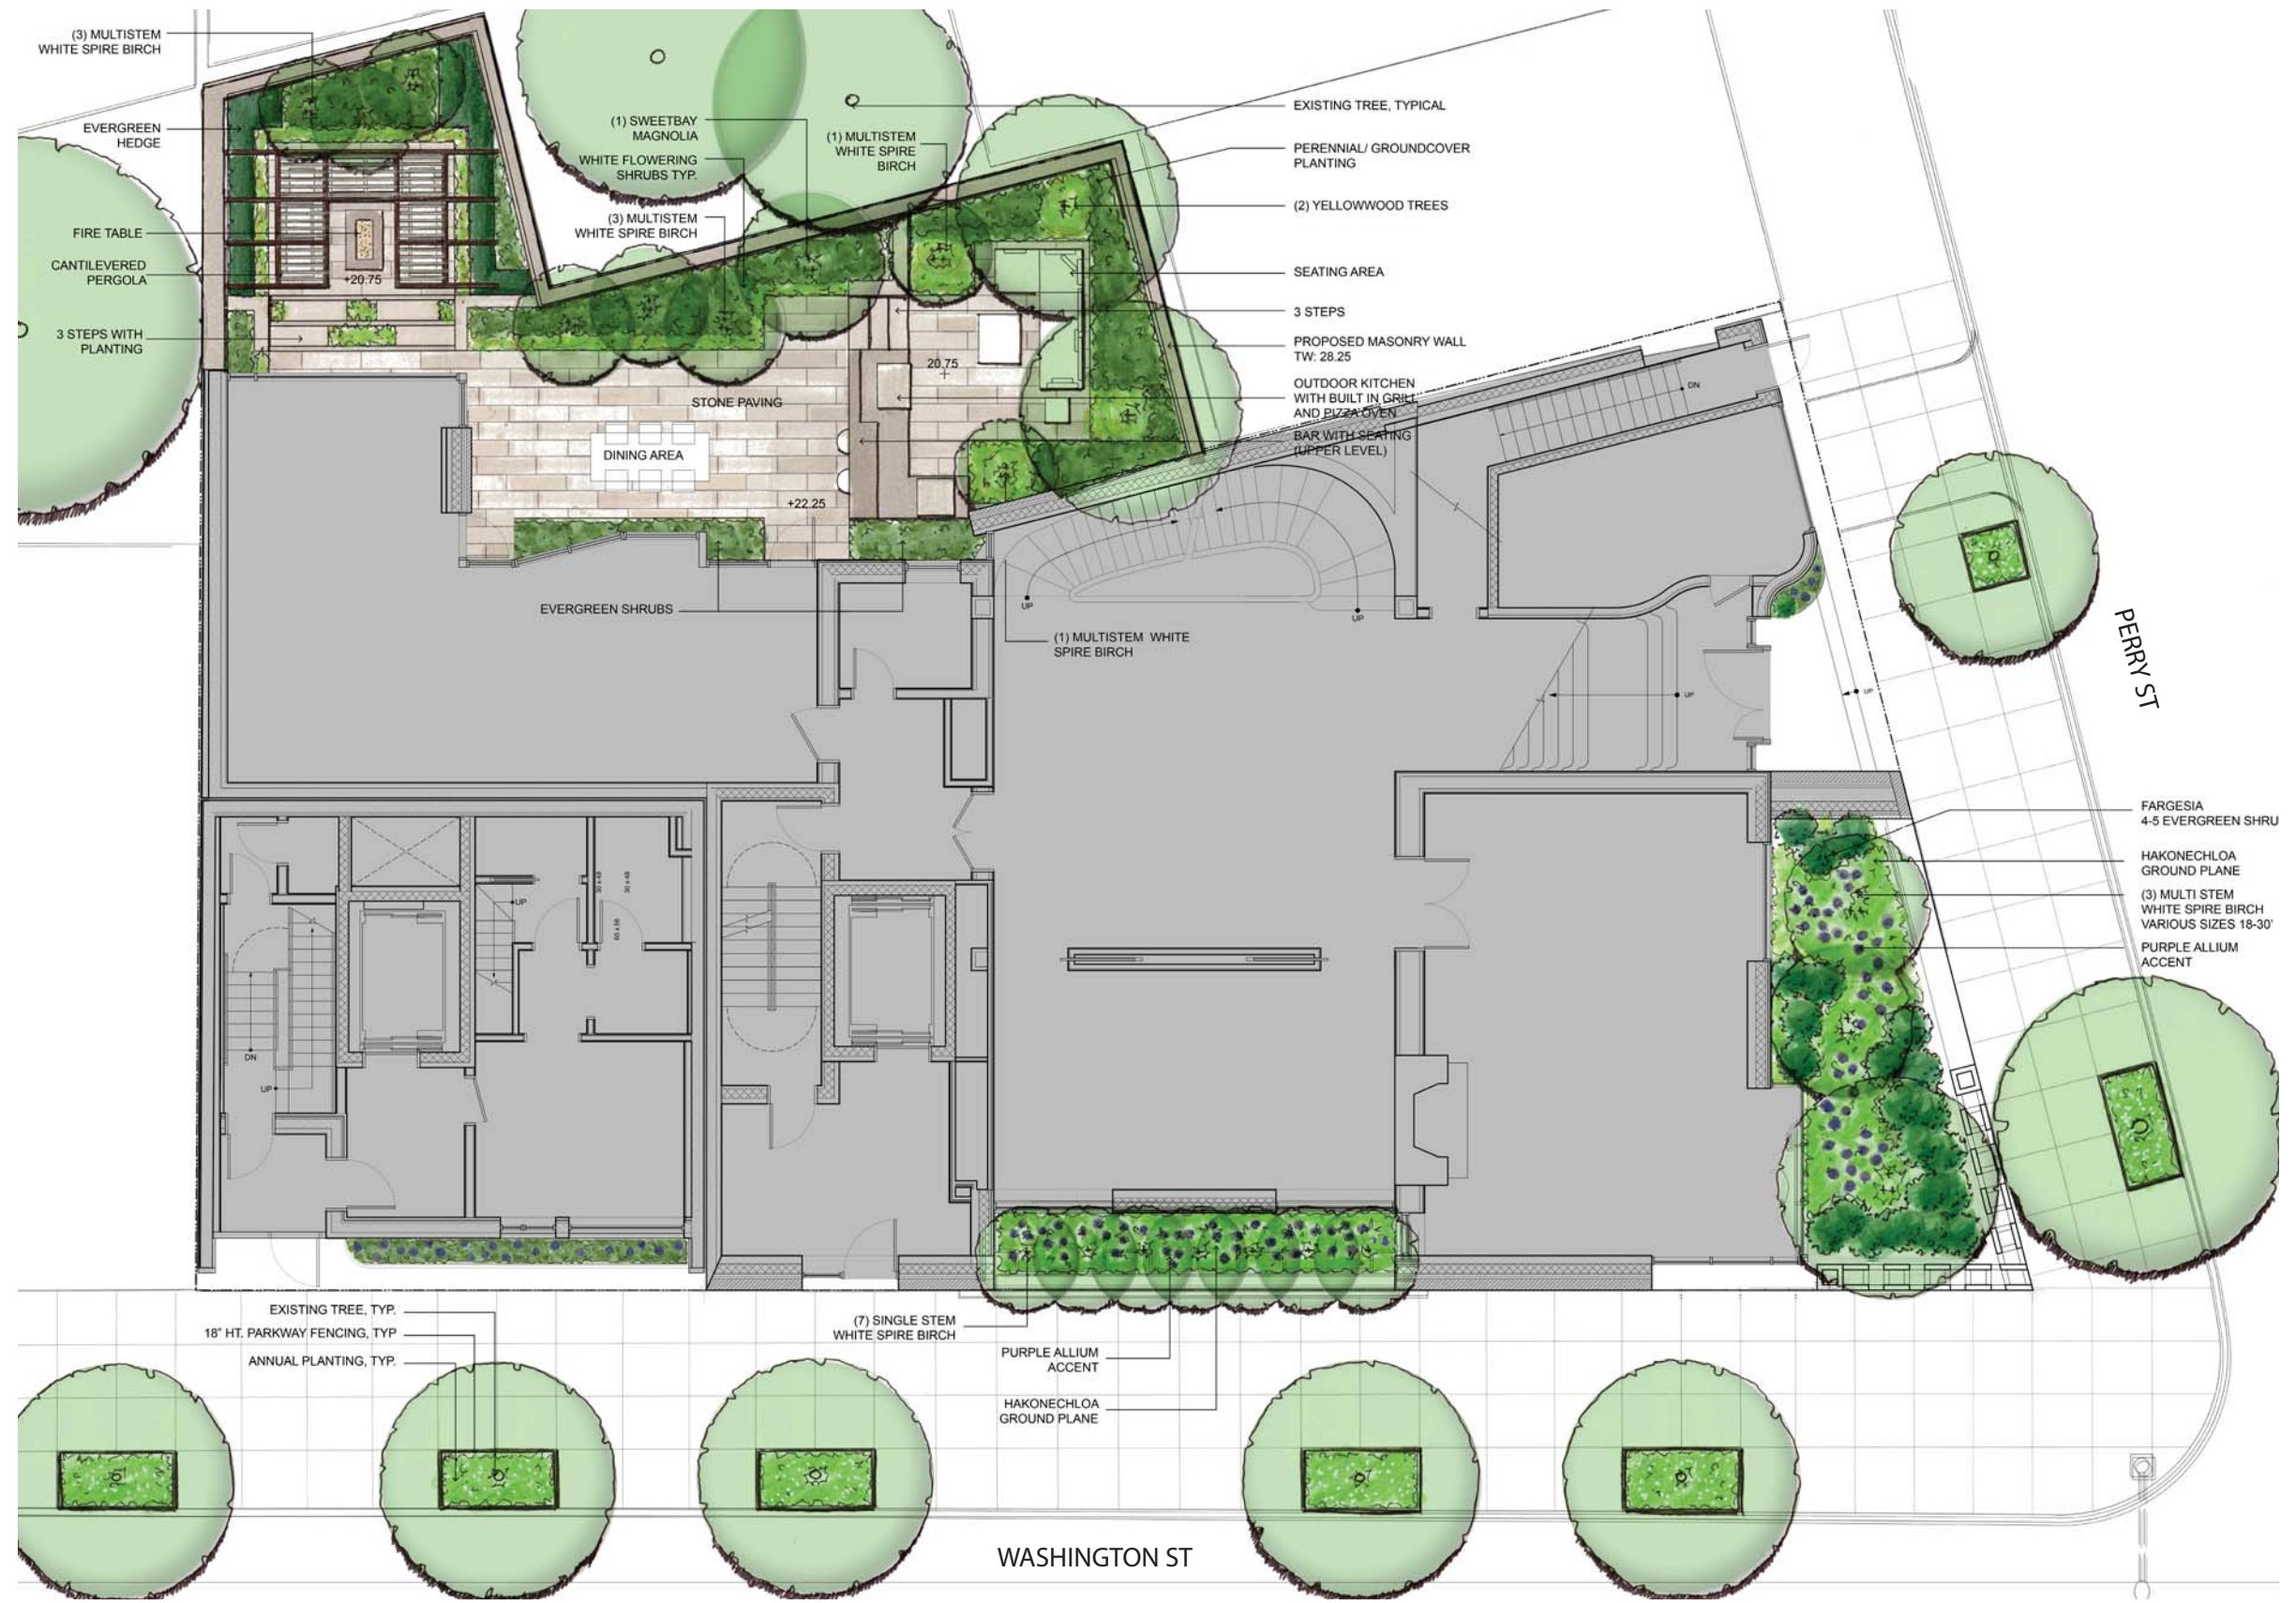 (3) MULTISTEM
WHITE SPIRE BIRCH
EVERGREEN
HEDGE
FIRE TABLE
CANTILEVERED
PERGOLA
3 STEPS WITH
PLANTING
+20.75
(1) SWEETBAY
MAGNOLIA
WHITE FLOWERING
SHRUBS TYP.
(3) MULTISTEM
WHITE SPIRE BIRCH
(1) MULTISTEM
WHITE SPIRE
BIRCH
EXISTING TREE, TYPICAL
PERENNIAL/ GROUNDCOVER
PLANTING
(2) YELLOWWOOD TREES
SEATING AREA
3 STEPS
PROPOSED MASONRY WALL
TW: 28.25
OUTDOOR KITCHEN
WITH BUILT IN GRILL
AND PIZZA OVEN
BAR WITH SEATING
(UPPER LEVEL)
20.75
STONE PAVING
DINING AREA
+22.25
EVERGREEN SHRUBS
(1) MULTISTEM WHITE
SPIRE BIRCH
DN
UP
UP
UP
UP
PERRY ST
FARGESIA
4-5 EVERGREEN SHRU
HAKONECHLOA
GROUND PLANE
(3) MULTI STEM
WHITE SPIRE BIRCH
VARIOUS SIZES 18-30'
PURPLE ALLIUM
ACCENT
30 x 48
30 x 48
60 x 56
UP
DN
UP
EXISTING TREE, TYP.
18" HT. PARKWAY FENCING, TYP
ANNUAL PLANTING, TYP.
(7) SINGLE STEM
WHITE SPIRE BIRCH
PURPLE ALLIUM
ACCENT
HAKONECHLOA
GROUND PLANE
WASHINGTON ST